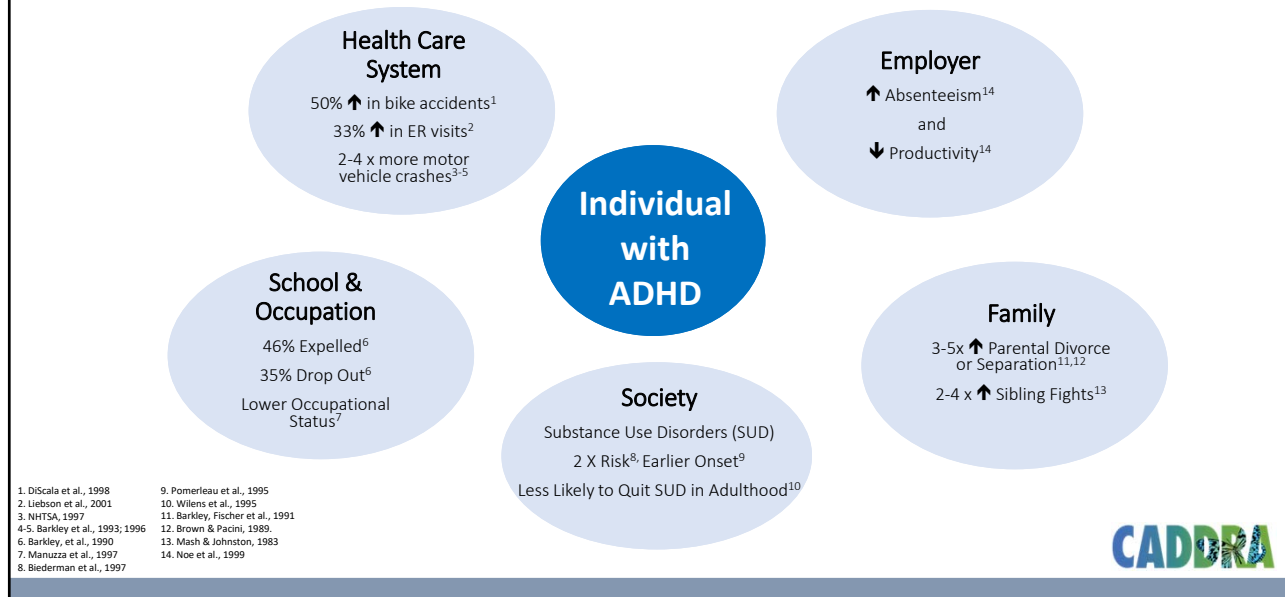 Health Care
System
50% ↑ in bike accidents¹
33% ↑ in ER visits²
2-4 x more motor
vehicle crashes³⁻⁵
Employer
↑ Absenteeism¹⁴
and
↓ Productivity¹⁴
Individual
with
ADHD
School &
Occupation
46% Expelled⁶
35% Drop Out⁶
Lower Occupational
Status⁷
Family
3-5x ↑ Parental Divorce
or Separation¹¹,¹²
2-4 x ↑ Sibling Fights¹³
Society
Substance Use Disorders (SUD)
2 X Risk⁸, Earlier Onset⁹
Less Likely to Quit SUD in Adulthood¹⁰
1. DiScala et al., 1998
2. Liebson et al., 2001
3. NHTSA, 1997
4-5. Barkley et al., 1993; 1996
6. Barkley, et al., 1990
7. Manuzza et al., 1997
8. Biederman et al., 1997
9. Pomerleau et al., 1995
10. Wilens et al., 1995
11. Barkley, Fischer et al., 1991
12. Brown & Pacini, 1989.
13. Mash & Johnston, 1983
14. Noe et al., 1999
CADDRA